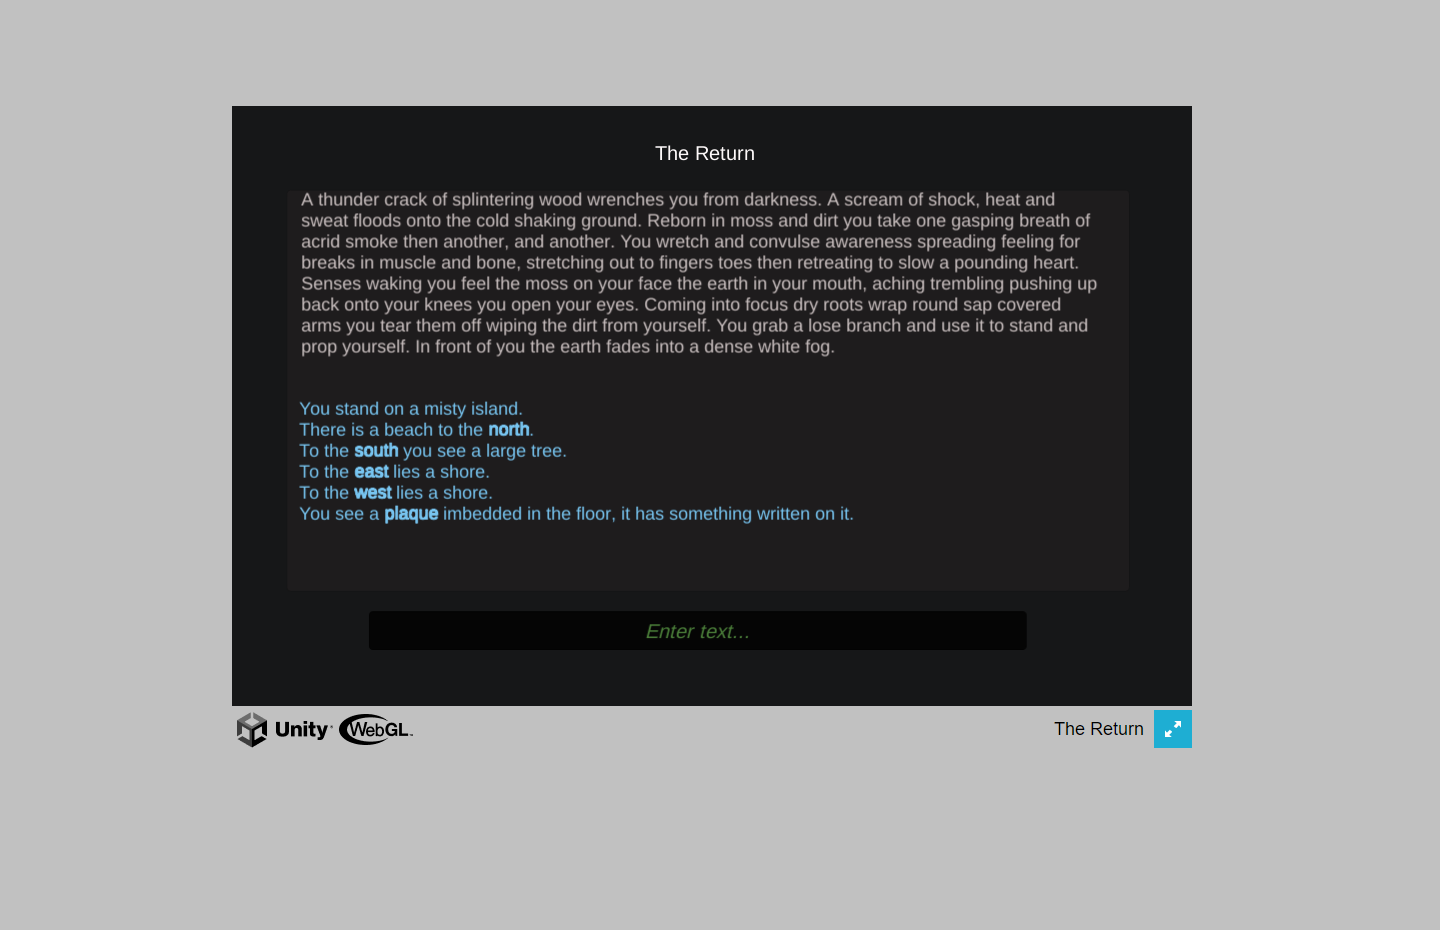 The Return
A thunder crack of splintering wood wrenches you from darkness. A scream of shock, heat and
sweat floods onto the cold shaking ground. Reborn in moss and dirt you take one gasping breath of
acrid smoke then another, and another. You wretch and convulse awareness spreading feeling for
breaks in muscle and bone, stretching out to fingers toes then retreating to slow a pounding heart.
Senses waking you feel the moss on your face the earth in your mouth, aching trembling pushing up
back onto your knees you open your eyes. Coming into focus dry roots wrap round sap covered
arms you tear them off wiping the dirt from yourself. You grab a lose branch and use it to stand and
prop yourself. In front of you the earth fades into a dense white fog.
You stand on a misty island.
There is a beach to the north.
To the south you see a large tree.
To the east lies a shore.
To the west lies a shore.
You see a plaque imbedded in the floor, it has something written on it.
Enter text...
Unity WebGL
The Return